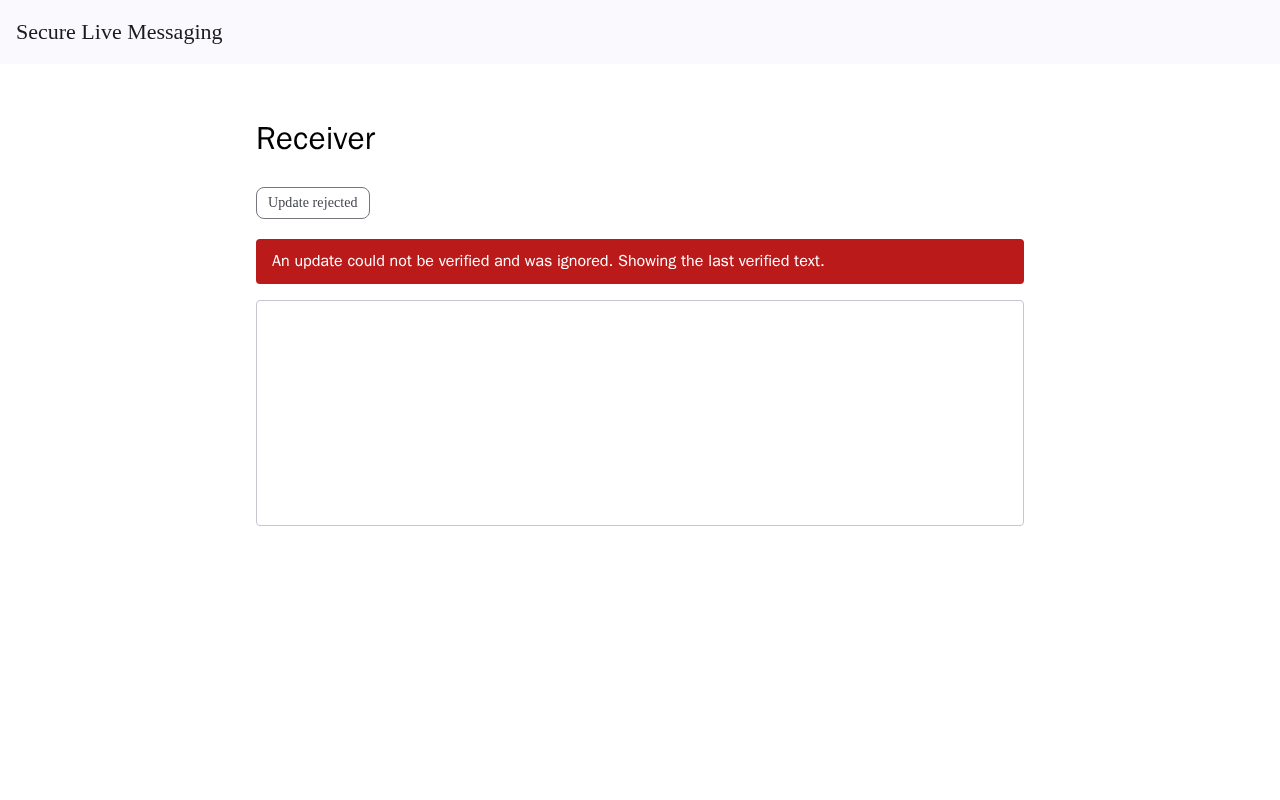 Secure Live Messaging
Receiver
Update rejected
An update could not be verified and was ignored. Showing the last verified text.